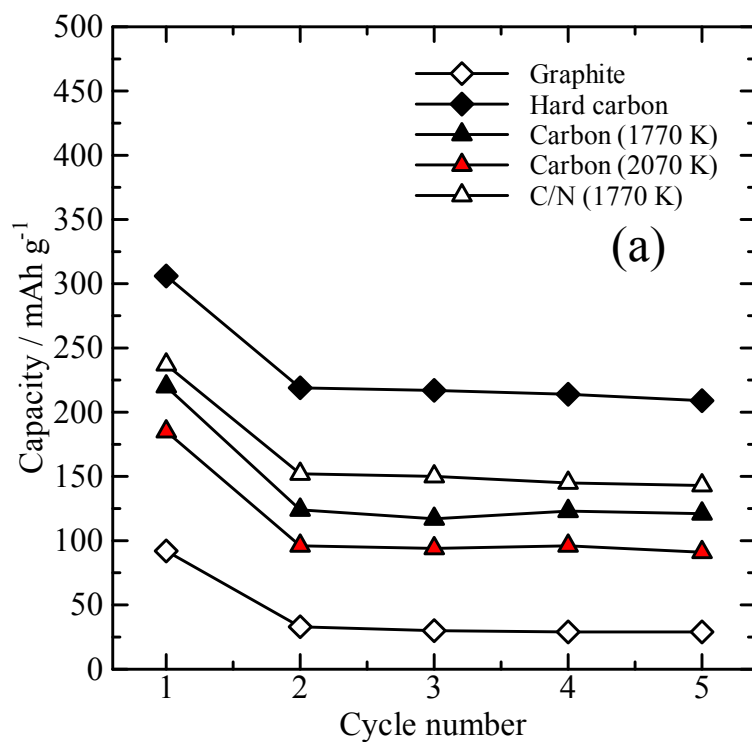 500
450
400
350
300
250
200
150
100
50
0
Capacity / mAh g⁻¹
Graphite
Hard carbon
Carbon (1770 K)
Carbon (2070 K)
C/N (1770 K)
(a)
1 2 3 4 5
Cycle number